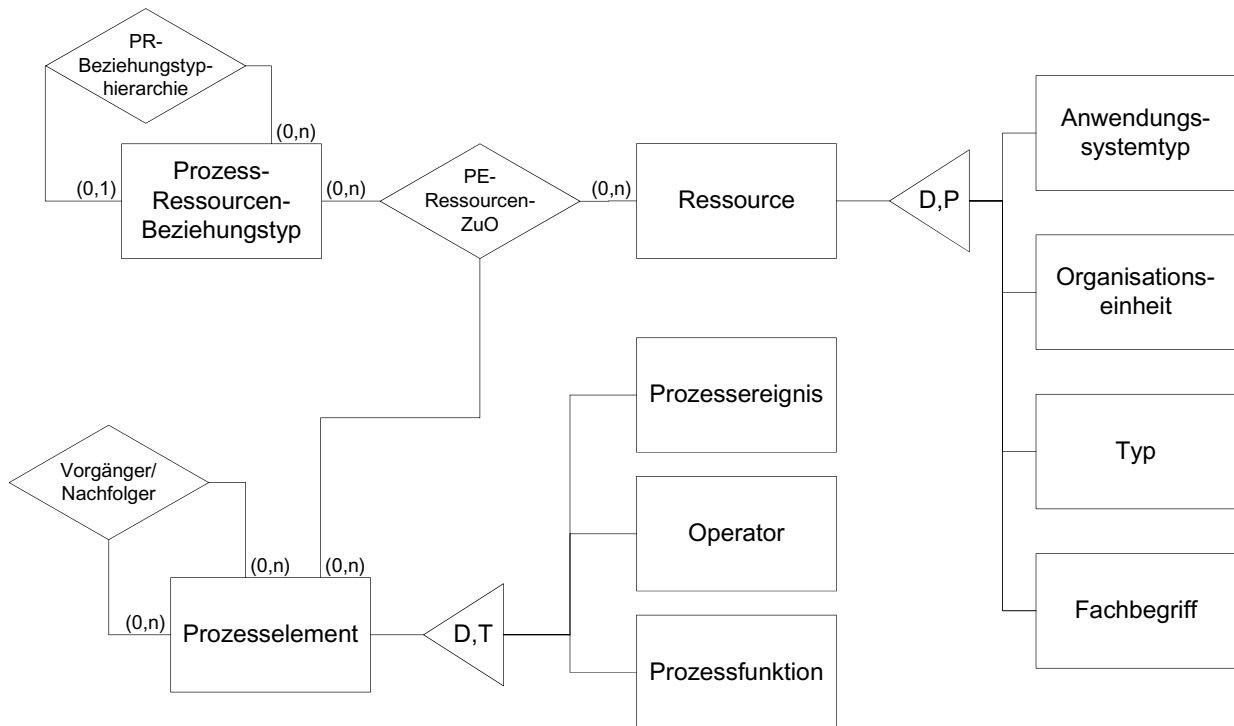 PR-
Beziehungstyp-
hierarchie
(0,n)
(0,1)
Prozess-
Ressourcen-
Beziehungstyp
(0,n)
PE-
Ressourcen-
ZuO
(0,n)
Ressource
D,P
Anwendungs-
systemtyp
Organisations-
einheit
Typ
Fachbegriff
Prozessereignis
Operator
Prozessfunktion
Vorgänger/
Nachfolger
(0,n)
(0,n)
(0,n)
Prozesselement
D,T